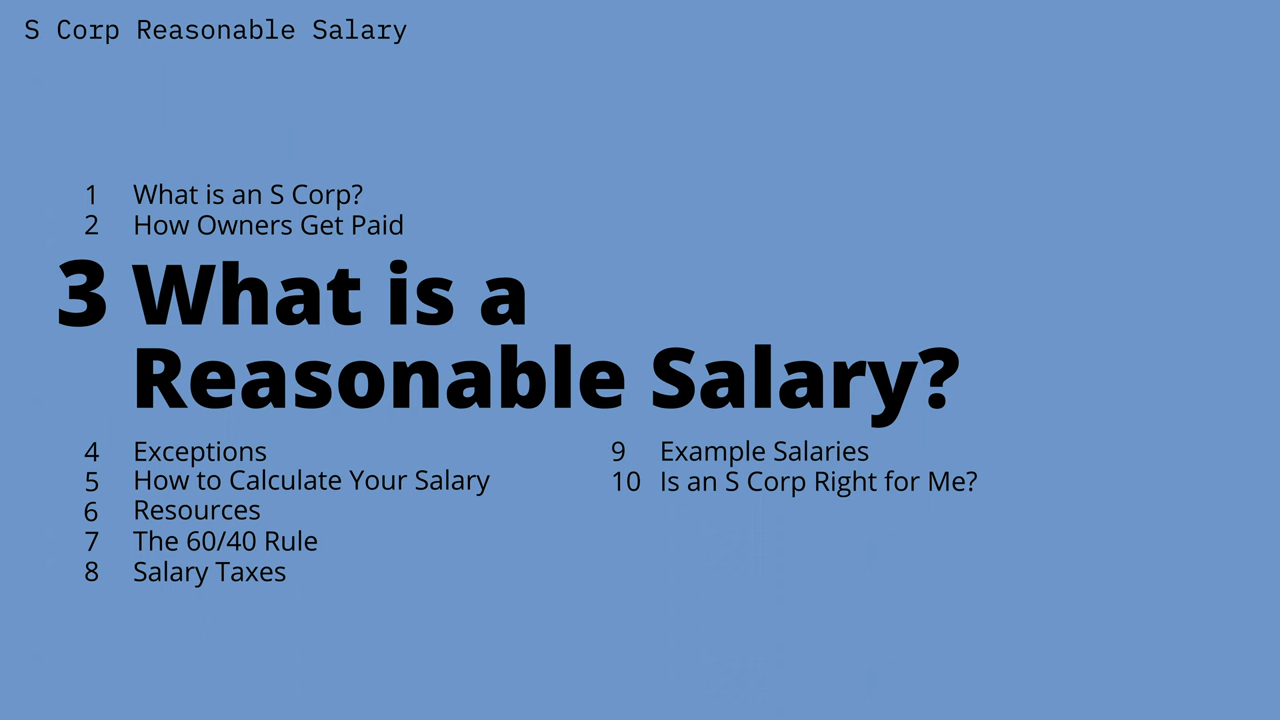 S Corp Reasonable Salary
1 What is an S Corp?
2 How Owners Get Paid
3 What is a
Reasonable Salary?
4 Exceptions
5 How to Calculate Your Salary
6 Resources
7 The 60/40 Rule
8 Salary Taxes
9 Example Salaries
10 Is an S Corp Right for Me?